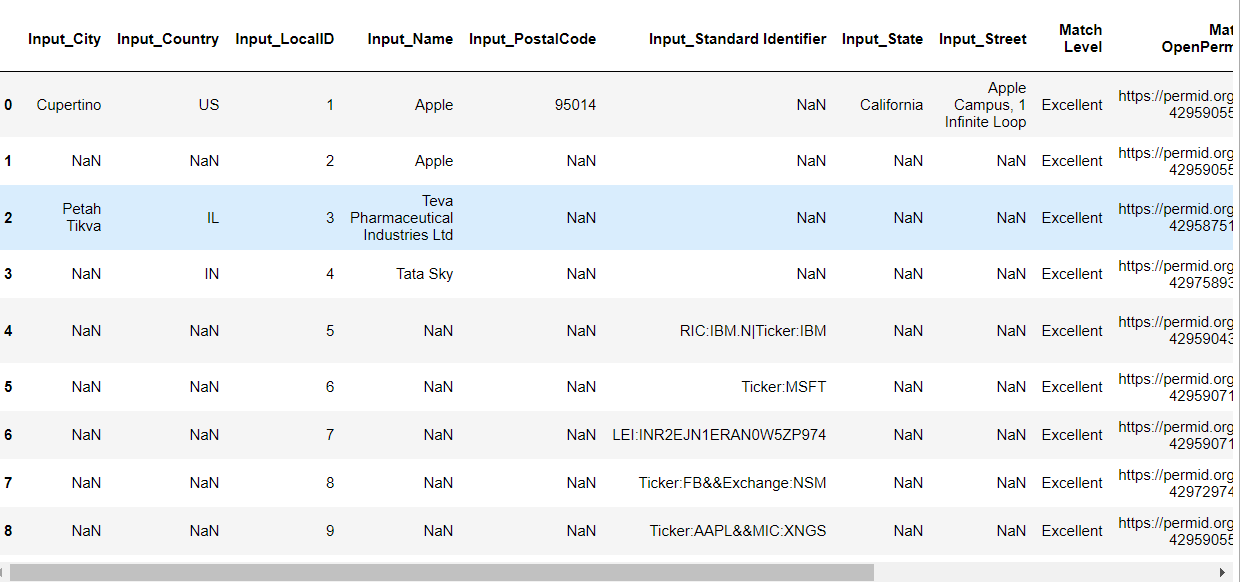 Input_City Input_Country Input_LocalID Input_Name Input_PostalCode Input_Standard Identifier Input_State Input_Street Match Level Mat OpenPerm
0 Cupertino US 1 Apple 95014 NaN California Apple Campus, 1 Infinite Loop Excellent https://permid.org 42959055
1 NaN NaN 2 Apple NaN NaN NaN NaN Excellent https://permid.org 42959055
2 Petah Tikva IL 3 Teva Pharmaceutical Industries Ltd NaN NaN NaN NaN Excellent https://permid.org 42958751
3 NaN IN 4 Tata Sky NaN NaN NaN NaN Excellent https://permid.org 42975893
4 NaN NaN 5 NaN NaN RIC:IBM.N|Ticker:IBM NaN NaN Excellent https://permid.org 42959043
5 NaN NaN 6 NaN NaN Ticker:MSFT NaN NaN Excellent https://permid.org 42959071
6 NaN NaN 7 NaN NaN LEI:INR2EJN1ERAN0W5ZP974 NaN NaN Excellent https://permid.org 42959071
7 NaN NaN 8 NaN NaN Ticker:FB&&Exchange:NSM NaN NaN Excellent https://permid.org 42972974
8 NaN NaN 9 NaN NaN Ticker:AAPL&&MIC:XNGS NaN NaN Excellent https://permid.org 42959055